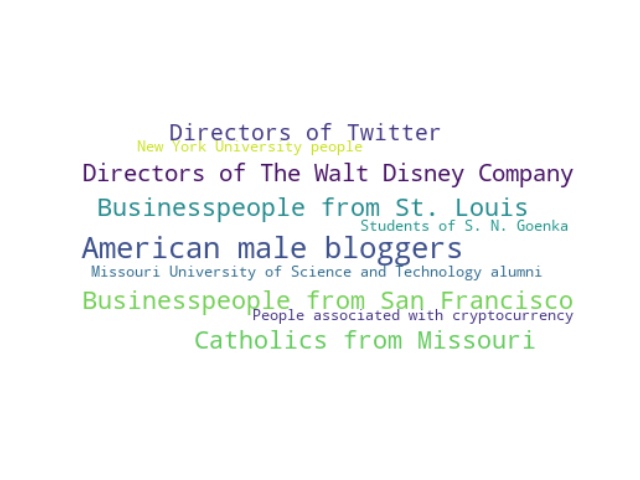 Directors of Twitter
New York University people
Directors of The Walt Disney Company
Businesspeople from St. Louis
Students of S. N. Goenka
American male bloggers
Missouri University of Science and Technology alumni
Businesspeople from San Francisco
People associated with cryptocurrency
Catholics from Missouri